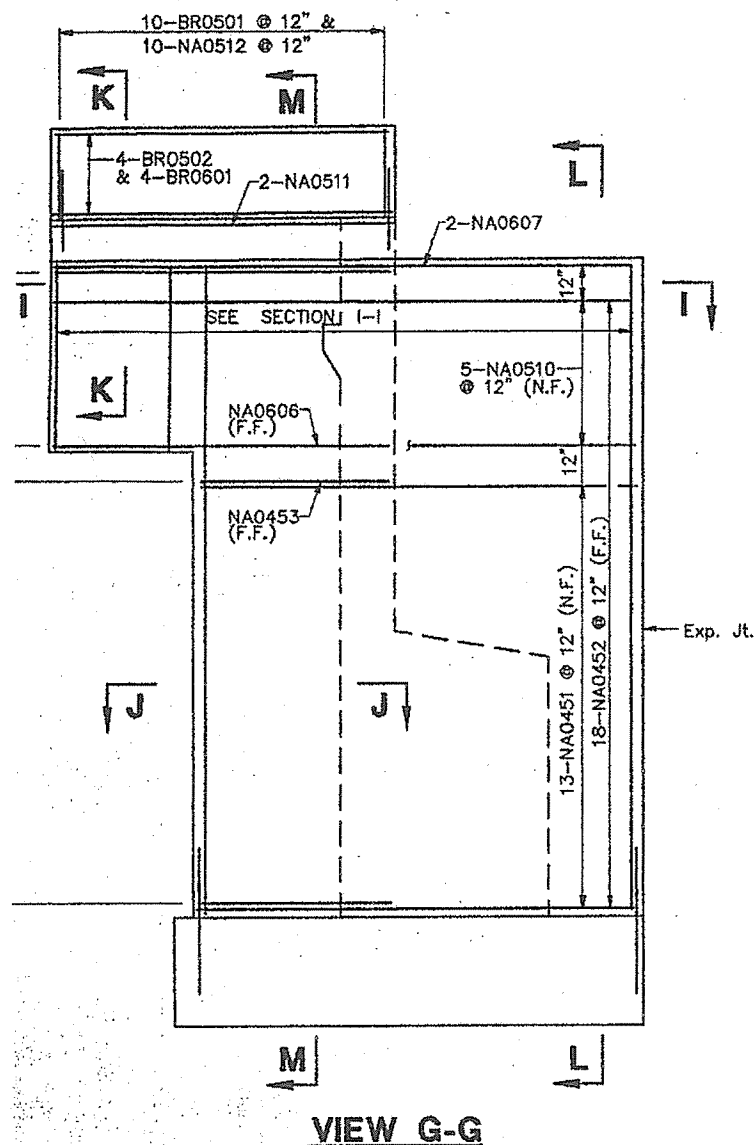 10-BR0501 @ 12" &
10-NA0512 @ 12"
K
M
L
4-BR0502
& 4-BR0601
2-NA0511
2-NA0607
12"
I
I
SEE SECTION I-I
5-NA0510
@ 12" (N.F.)
K
NA0606
(F.F.)
12"
NA0453
(F.F.)
13-NA0451 @ 12" (N.F.)
18-NA0452 @ 12" (F.F.)
Exp. Jt.
J
J
M
L
VIEW G-G